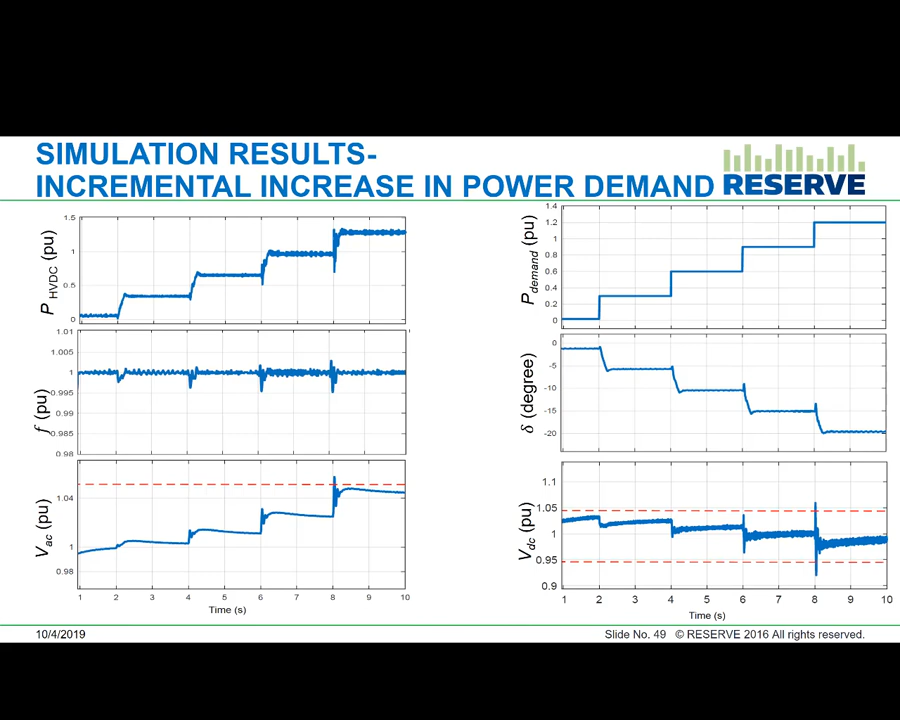 SIMULATION RESULTS-
INCREMENTAL INCREASE IN POWER DEMAND
RESERVE
P HVDC (pu)
1.5
1
0.5
0
f (pu)
1.01
1.005
1
0.995
0.99
0.985
0.98
Vac (pu)
1.04
1
0.98
1 2 3 4 5 6 7 8 9 10
Time (s)
Pdemand (pu)
1.4
1.2
1
0.8
0.6
0.4
0.2
0
δ (degree)
0
-5
-10
-15
-20
Vdc (pu)
1.1
1.05
1
0.95
0.9
1 2 3 4 5 6 7 8 9 10
Time (s)
10/4/2019
Slide No. 49 © RESERVE 2016 All rights reserved.